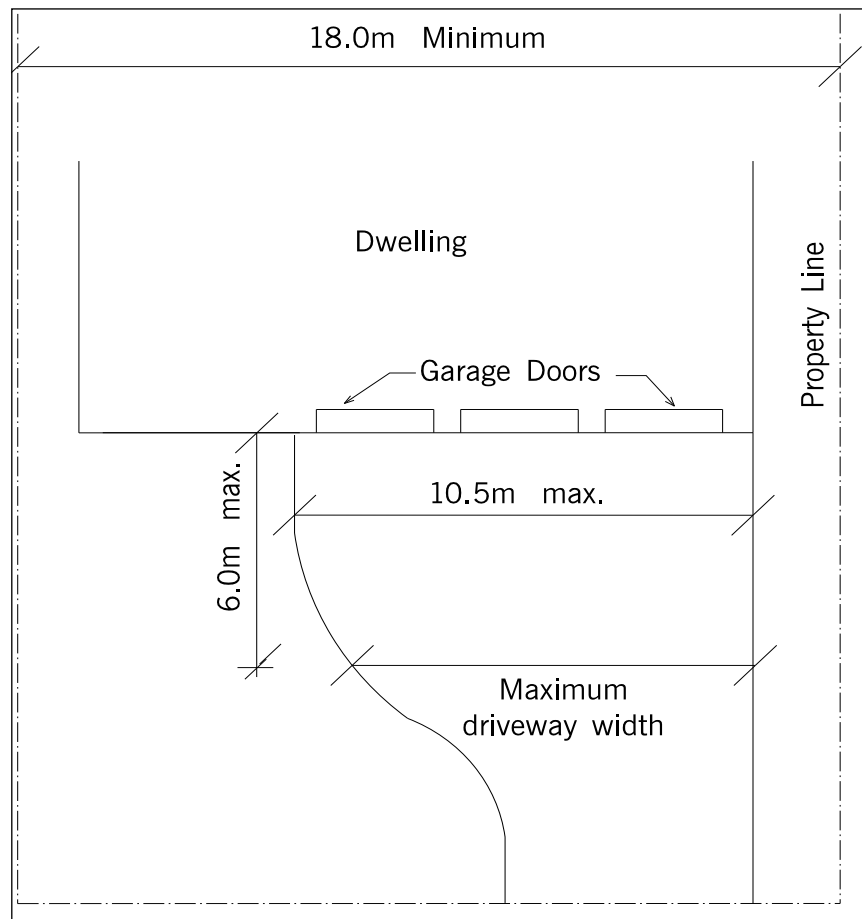 18.0m Minimum
Dwelling
Property Line
Garage Doors
10.5m max.
6.0m max.
Maximum
driveway width